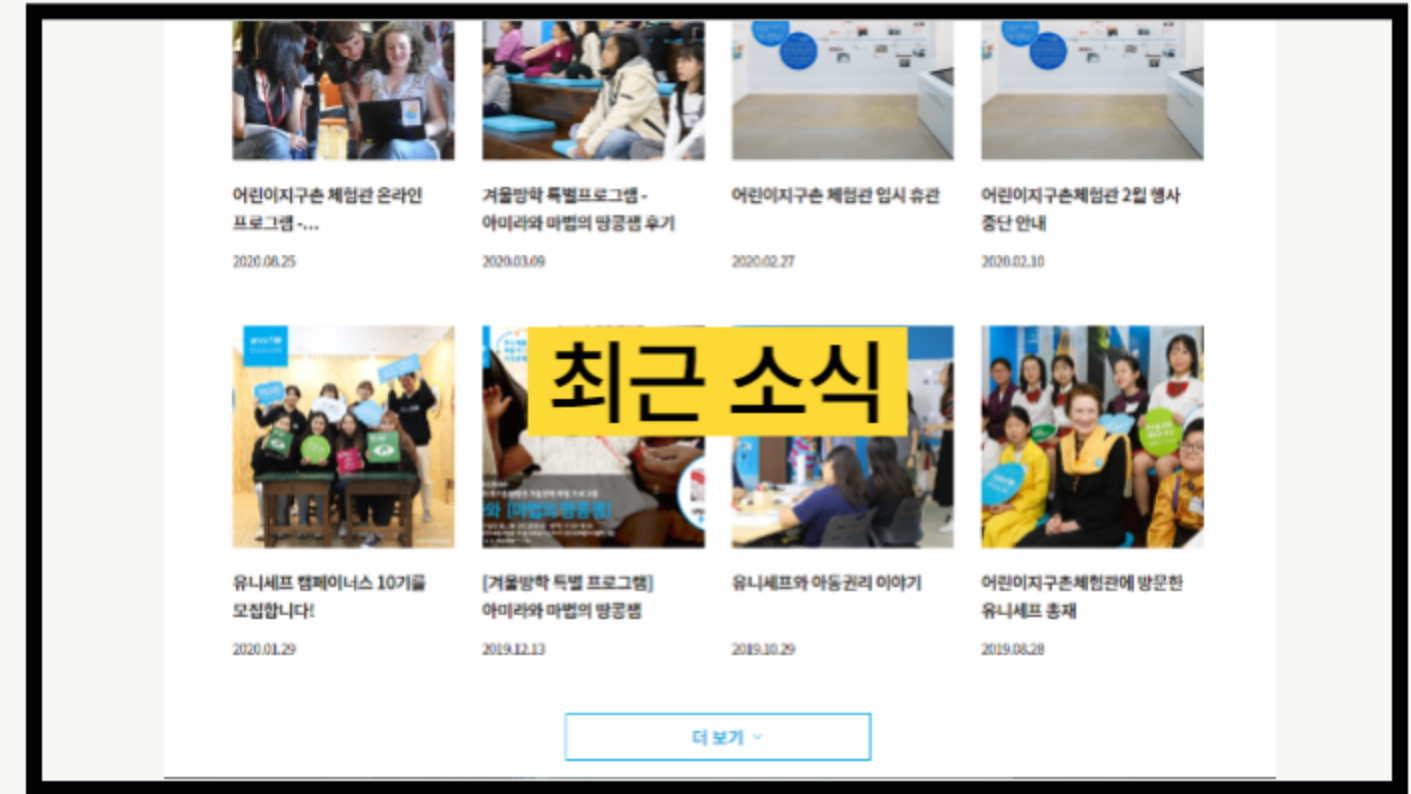 어린이지구촌 체험관 온라인
프로그램 -...
2020.08.25
겨울방학 특별프로그램 -
아미라와 마법의 땅콩잼 후기
2020.03.09
어린이지구촌 체험관 임시 휴관
2020.02.27
어린이지구촌체험관 2월 행사
중단 안내
2020.02.10
최근 소식
와 [마법의 땅콩잼]
유니세프 캠페이너스 10기를
모집합니다!
2020.01.29
[겨울방학 특별 프로그램]
아미라와 마법의 땅콩잼
2019.12.13
유니세프와 아동권리 이야기
2019.10.29
어린이지구촌체험관에 방문한
유니세프 총재
2019.08.28
더 보기